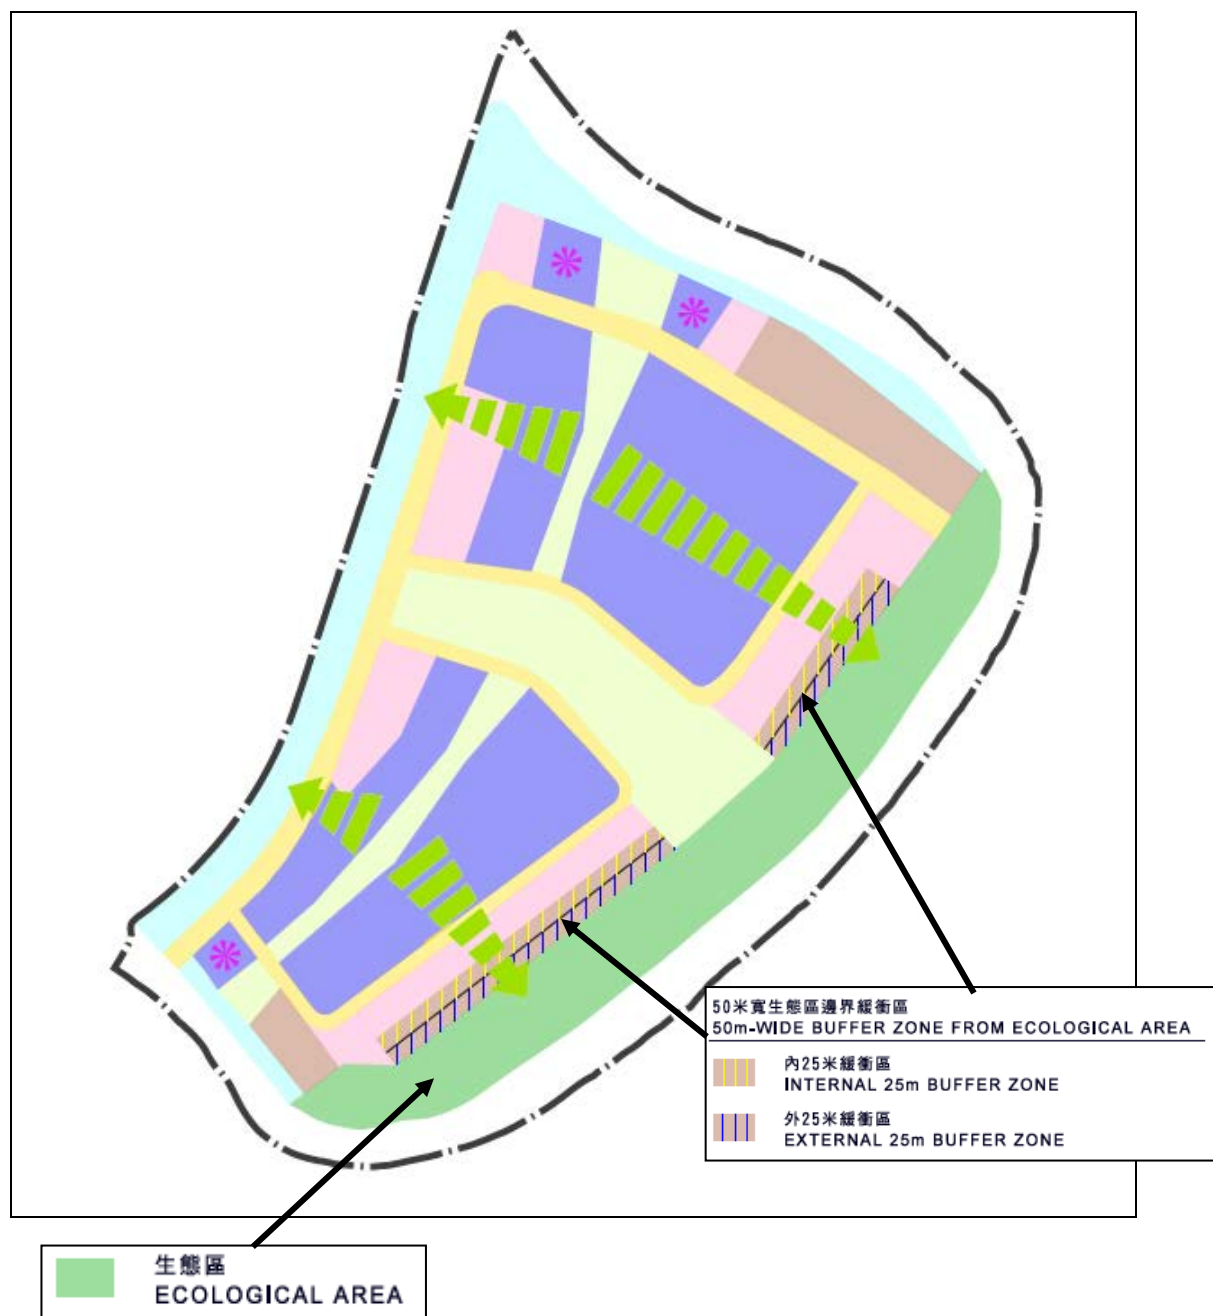 50米寬生態區邊界緩衝區
50m-WIDE BUFFER ZONE FROM ECOLOGICAL AREA
內25米緩衝區
INTERNAL 25m BUFFER ZONE
外25米緩衝區
EXTERNAL 25m BUFFER ZONE
生態區
ECOLOGICAL AREA